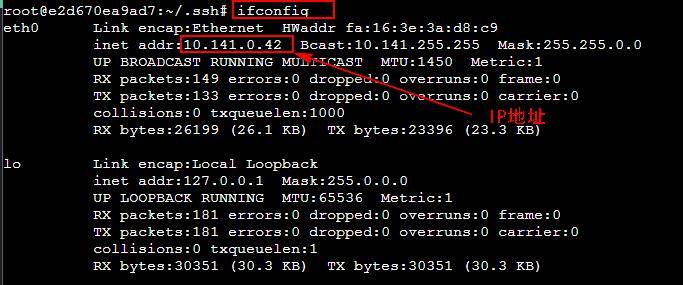 root@e2d670ea9ad7:~/.ssh# ifconfig
eth0 Link encap:Ethernet HWaddr fa:16:3e:3a:d8:c9
inet addr:10.141.0.42 Bcast:10.141.255.255 Mask:255.255.0.0
UP BROADCAST RUNNING MULTICAST MTU:1450 Metric:1
RX packets:149 errors:0 dropped:0 overruns:0 frame:0
TX packets:133 errors:0 dropped:0 overruns:0 carrier:0
collisions:0 txqueuelen:1000
IP地址
RX bytes:26199 (26.1 KB) TX bytes:23396 (23.3 KB)
lo Link encap:Local Loopback
inet addr:127.0.0.1 Mask:255.0.0.0
UP LOOPBACK RUNNING MTU:65536 Metric:1
RX packets:181 errors:0 dropped:0 overruns:0 frame:0
TX packets:181 errors:0 dropped:0 overruns:0 carrier:0
collisions:0 txqueuelen:1
RX bytes:30351 (30.3 KB) TX bytes:30351 (30.3 KB)